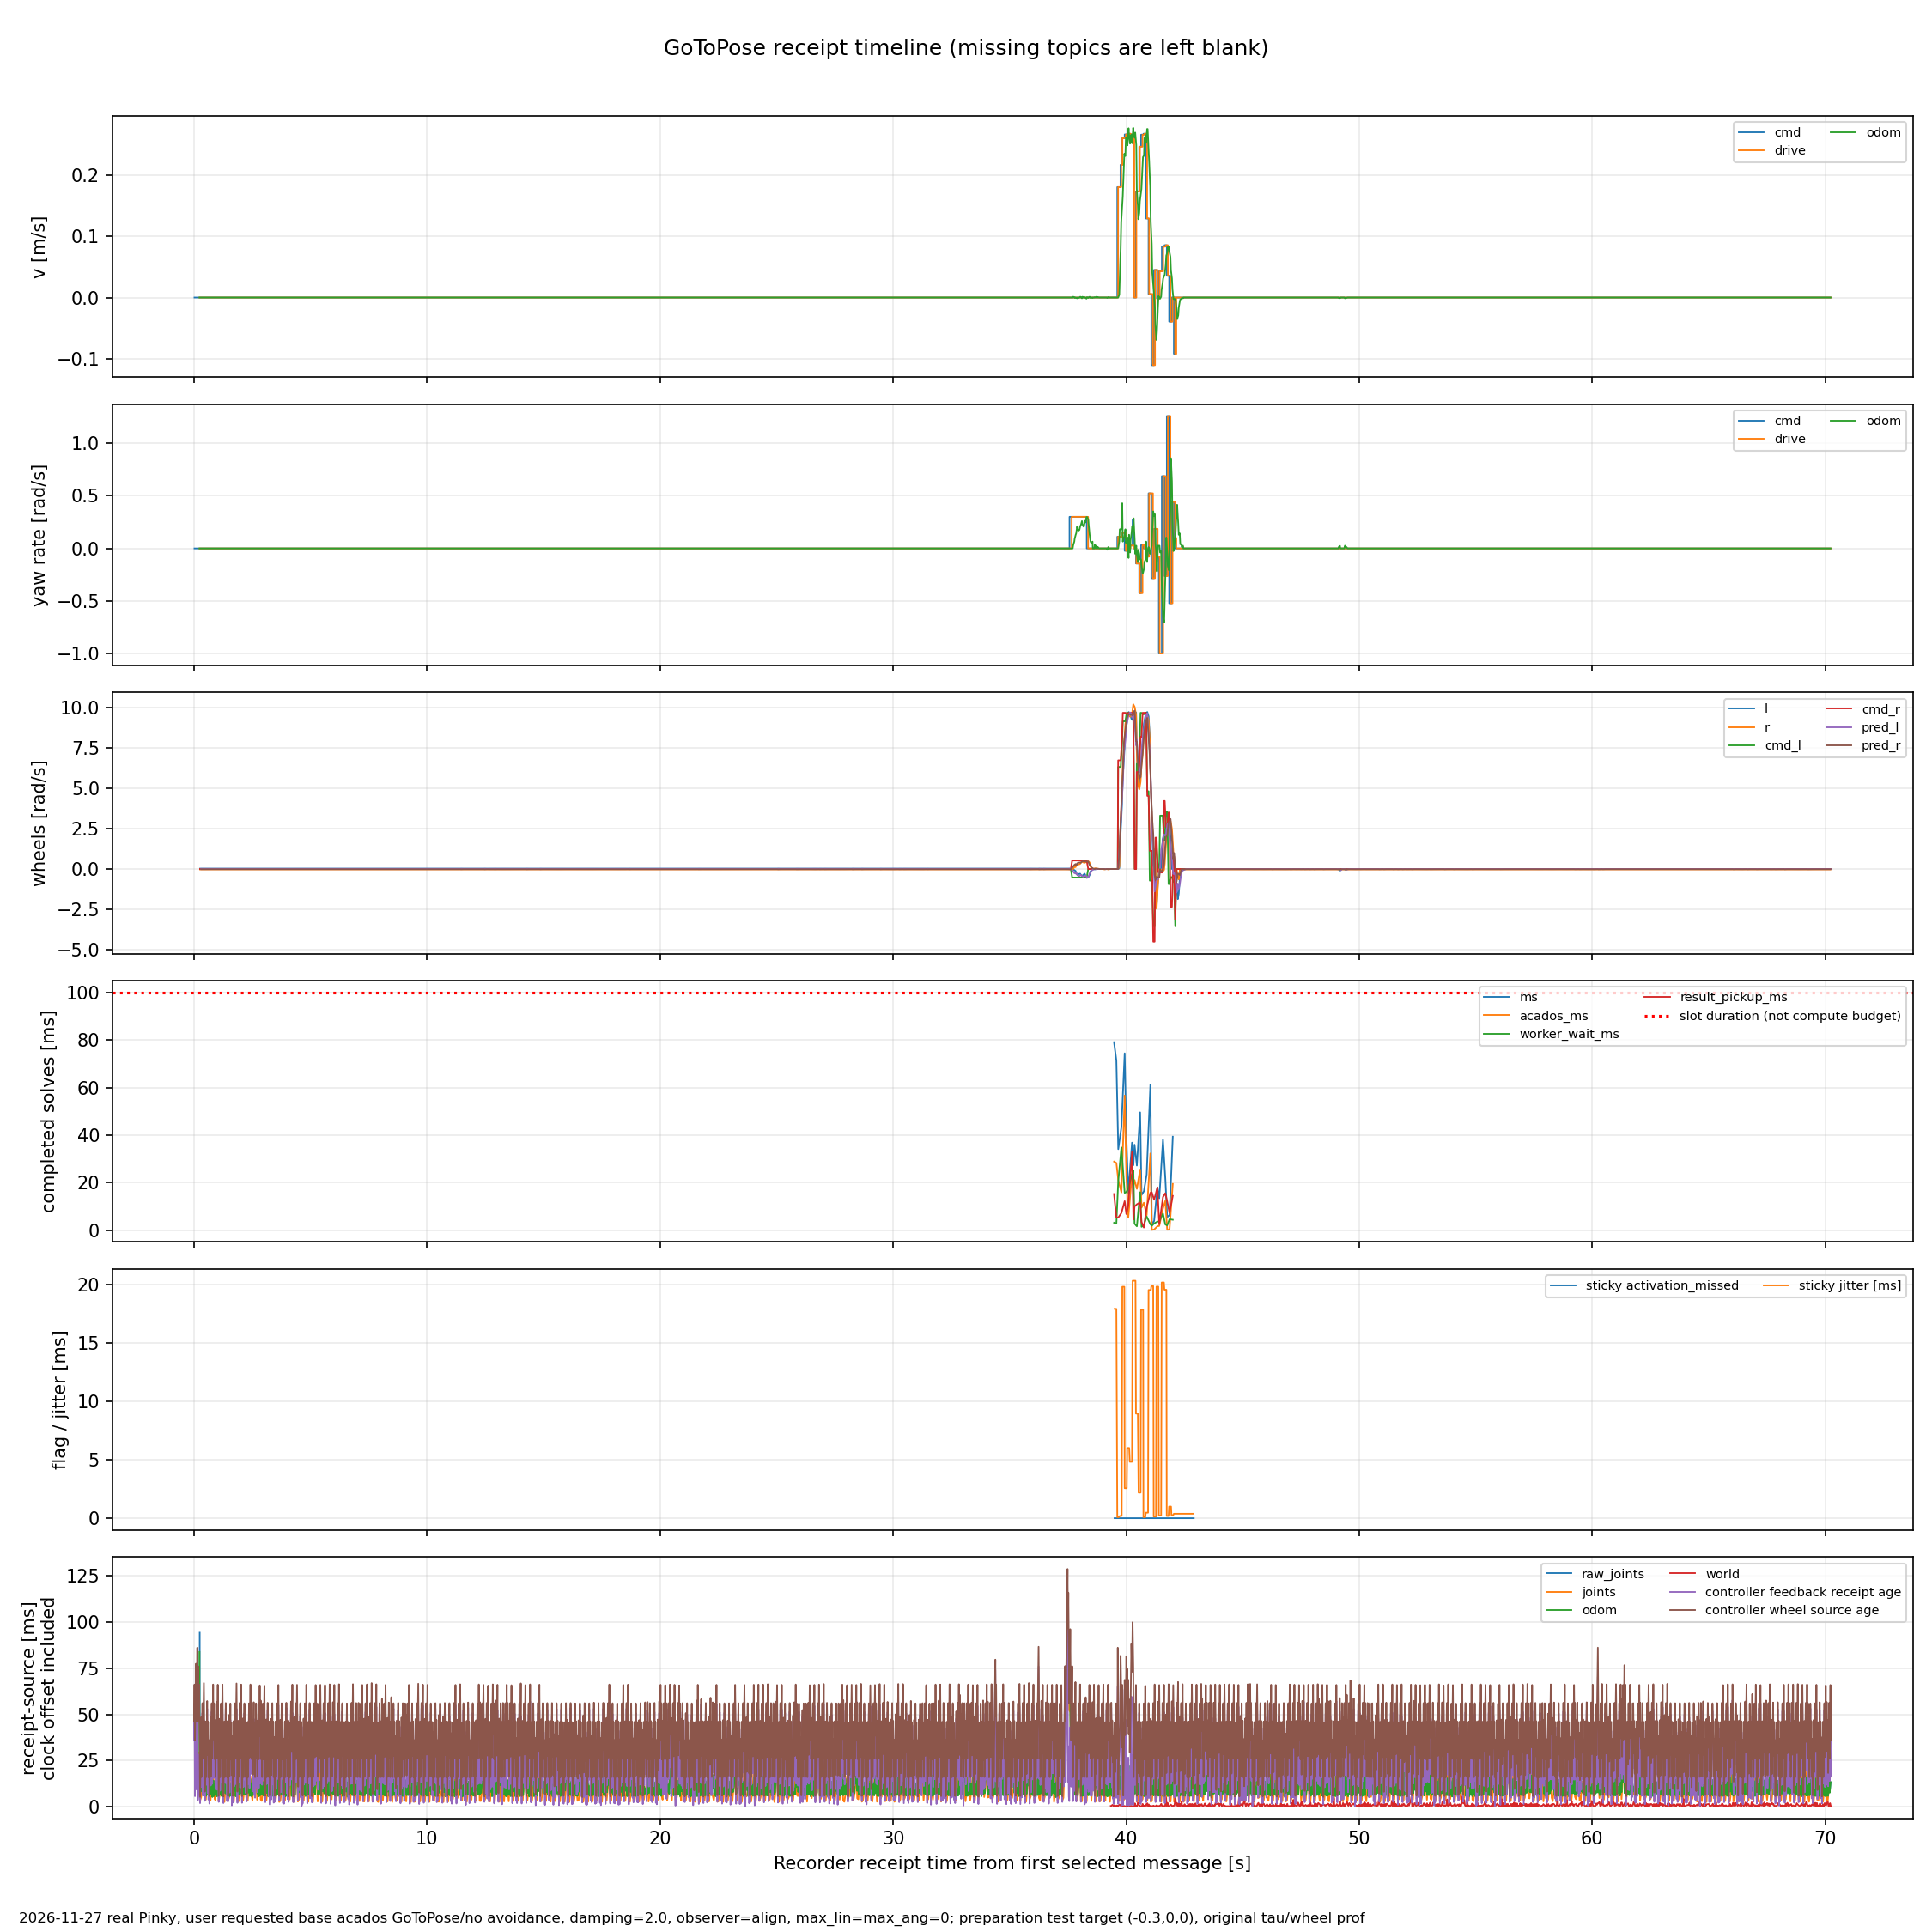 GoToPose receipt timeline (missing topics are left blank)
v [m/s]
0.2
0.1
0.0
−0.1
cmd
drive
odom
yaw rate [rad/s]
1.0
0.5
0.0
−0.5
−1.0
cmd
drive
odom
wheels [rad/s]
10.0
7.5
5.0
2.5
0.0
−2.5
−5.0
l
r
cmd_l
cmd_r
pred_l
pred_r
completed solves [ms]
100
80
60
40
20
0
ms
acados_ms
worker_wait_ms
result_pickup_ms
slot duration (not compute budget)
flag / jitter [ms]
20
15
10
5
0
sticky activation_missed
sticky jitter [ms]
receipt-source [ms]
clock offset included
125
100
75
50
25
0
raw_joints
joints
odom
world
controller feedback receipt age
controller wheel source age
0 10 20 30 40 50 60 70
Recorder receipt time from first selected message [s]
2026-11-27 real Pinky, user requested base acados GoToPose/no avoidance, damping=2.0, observer=align, max_lin=max_ang=0; preparation test target (-0.3,0,0), original tau/wheel prof